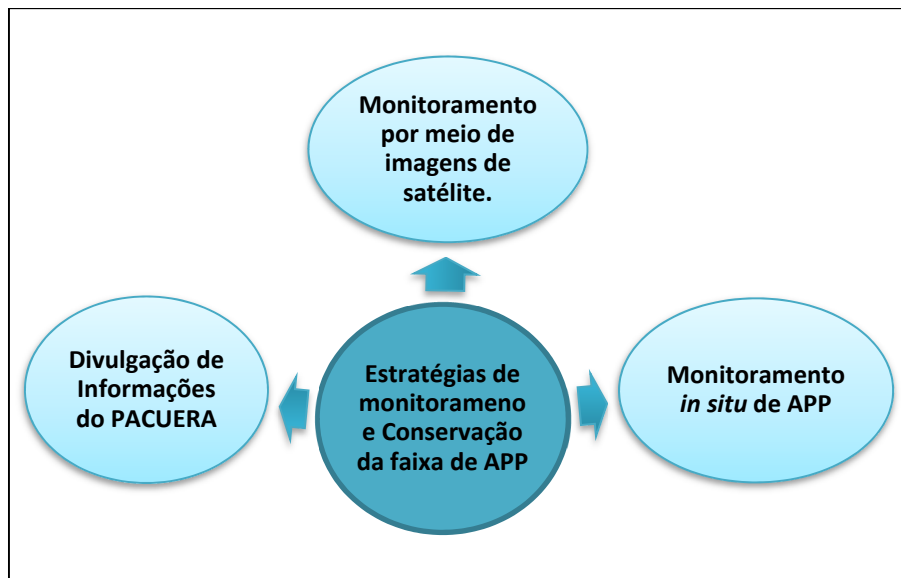 Monitoramento
por meio de
imagens de
satélite.
Divulgação de
Informações
do PACUERA
Estratégias de
monitorameno
e Conservação
da faixa de APP
Monitoramento
in situ de APP